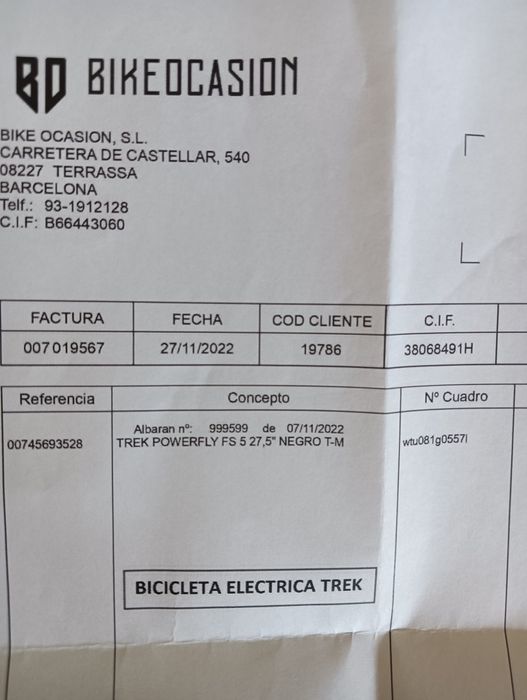 BD BIKEOCASION
BIKE OCASION, S.L.
CARRETERA DE CASTELLAR, 540
08227 TERRASSA
BARCELONA
Telf.: 93-1912128
C.I.F: B66443060
FACTURA FECHA COD CLIENTE C.I.F.
007019567 27/11/2022 19786 38068491H
Referencia Concepto Nº Cuadro
Albaran nº: 999599 de 07/11/2022
00745693528 TREK POWERFLY FS 5 27,5" NEGRO T-M wtu081g0557l
BICICLETA ELECTRICA TREK